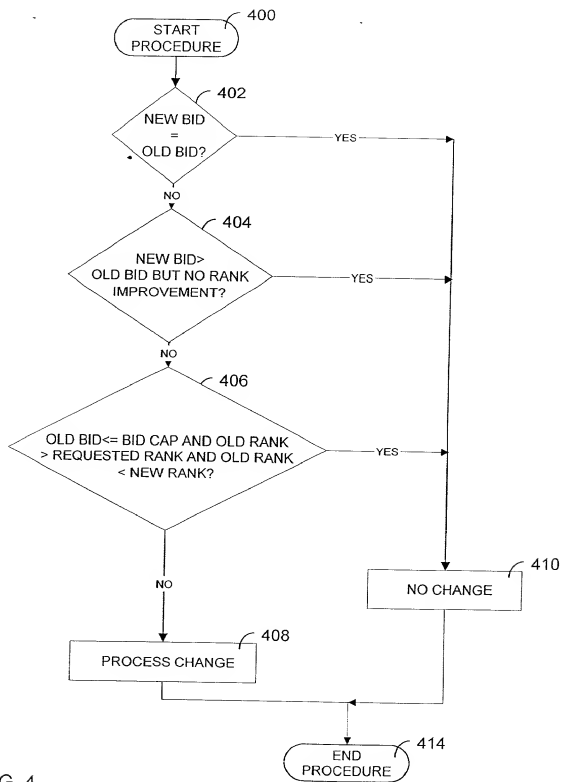 400
START
PROCEDURE
402
NEW BID
=
OLD BID?
YES
NO
404
NEW BID>
OLD BID BUT NO RANK
IMPROVEMENT?
YES
NO
406
OLD BID<= BID CAP AND OLD RANK
> REQUESTED RANK AND OLD RANK
< NEW RANK?
YES
NO
410
NO CHANGE
408
PROCESS CHANGE
414
END
PROCEDURE